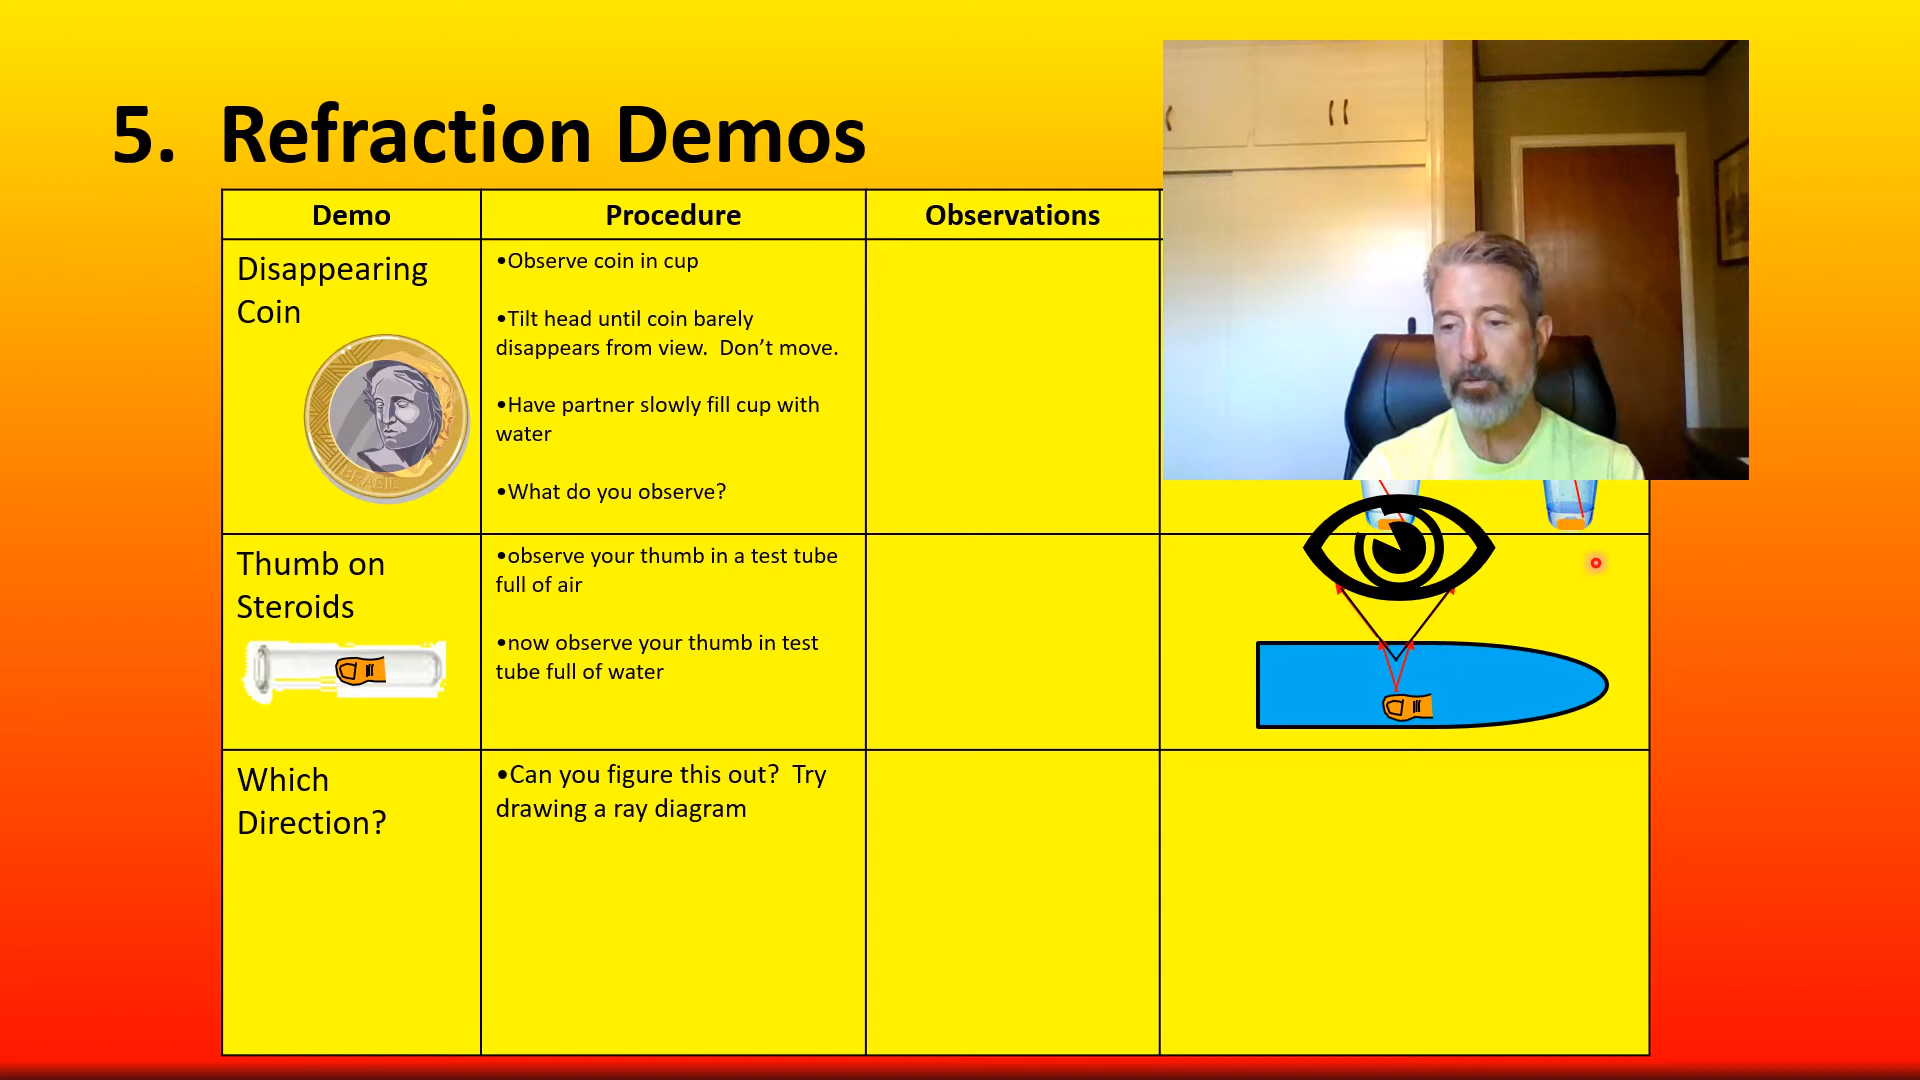 5. Refraction Demos
Demo
Procedure
Observations
Disappearing
Coin
BRASIL
•Observe coin in cup
•Tilt head until coin barely
disappears from view. Don’t move.
•Have partner slowly fill cup with
water
•What do you observe?
Thumb on
Steroids
•observe your thumb in a test tube
full of air
•now observe your thumb in test
tube full of water
Which
Direction?
•Can you figure this out? Try
drawing a ray diagram